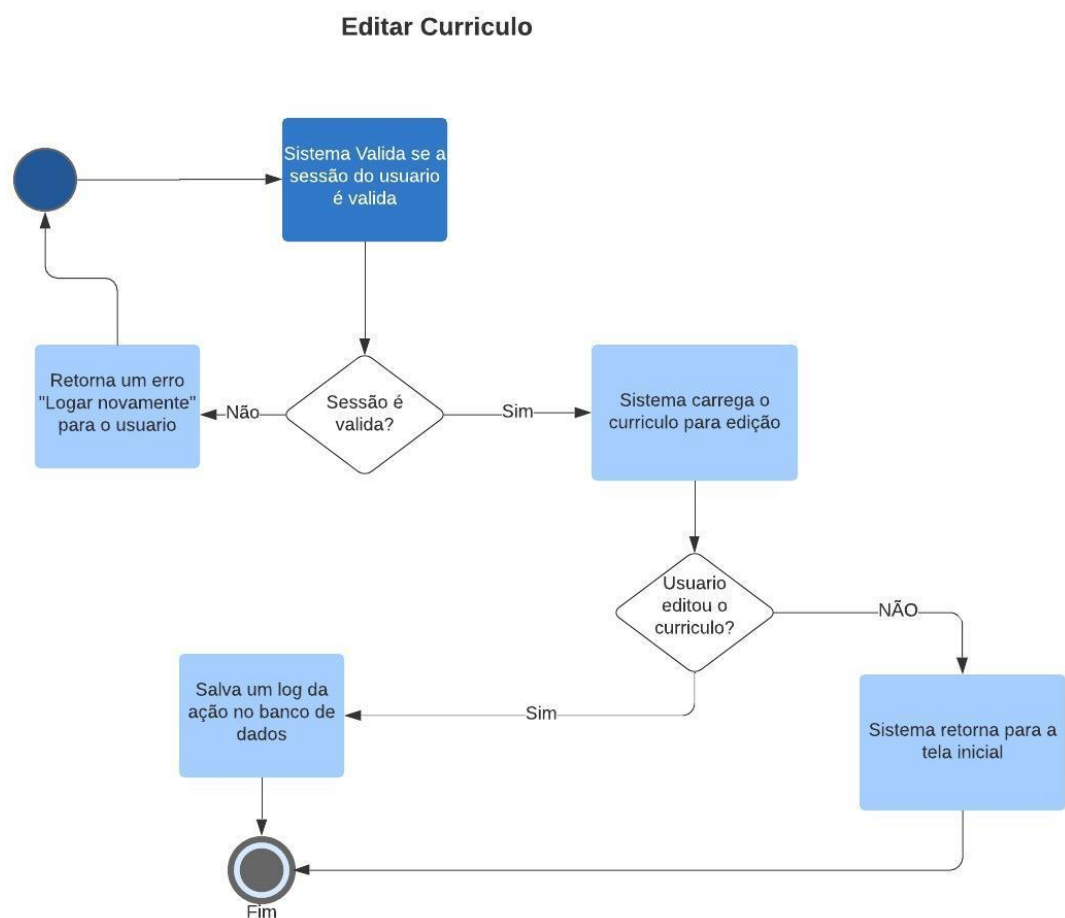 Editar Curriculo
Sistema Valida se a
sessão do usuario
é valida
Retorna um erro
"Logar novamente"
para o usuario
Não
Sessão é
valida?
Sim
Sistema carrega o
curriculo para edição
Usuario
editou o
curriculo?
NÃO
Salva um log da
ação no banco de
dados
Sim
Sistema retorna para a
tela inicial
Fim